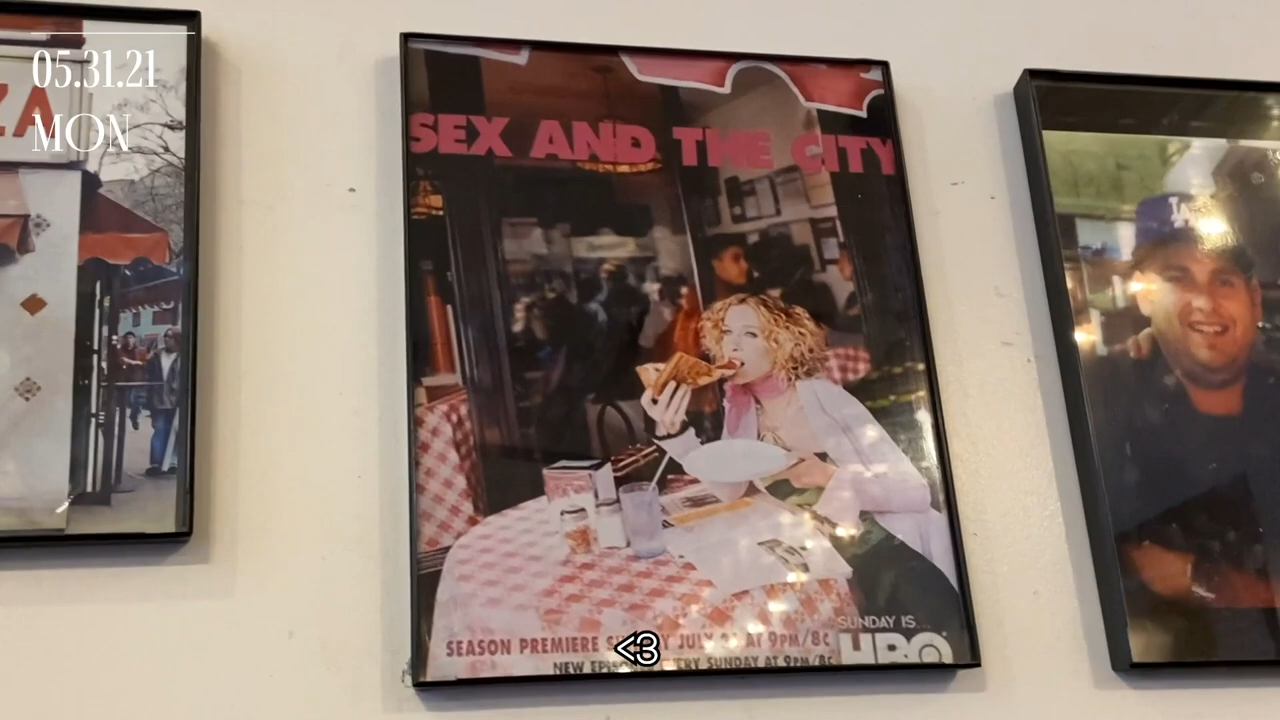 05.31.21
MON
ZA
LA
SEX AND THE CITY
SEASON PREMIERE JULY AT 9PM/8C
SUNDAY IS...
HBO
NEW SUNDAY AT 9PM/8C
<3